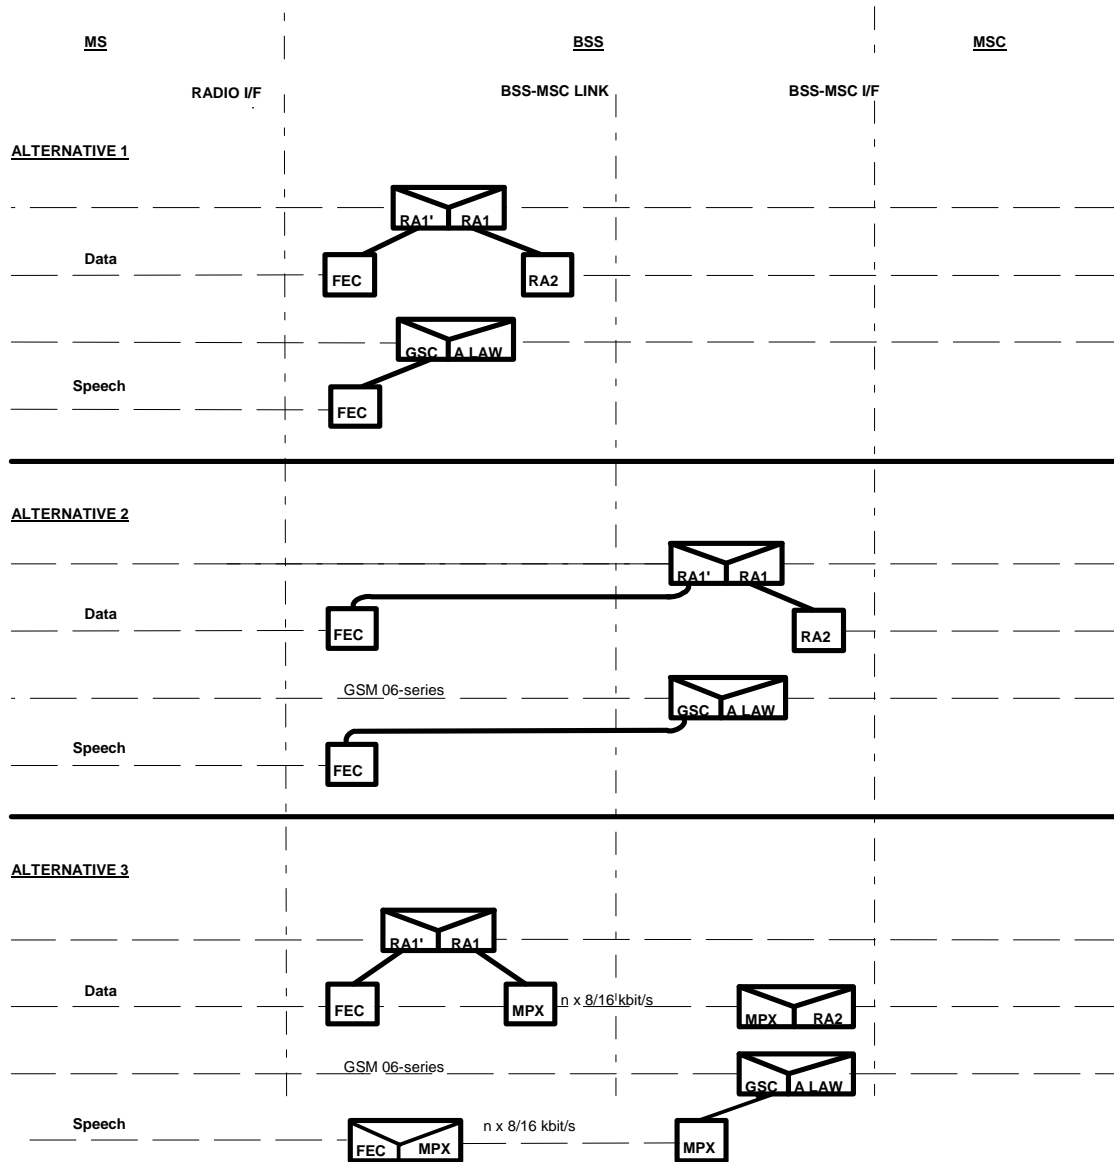 MS BSS MSC
RADIO I/F BSS-MSC LINK BSS-MSC I/F
ALTERNATIVE 1
RA1' RA1
Data
FEC RA2
GSC A LAW
Speech
FEC
ALTERNATIVE 2
RA1' RA1
Data
FEC RA2
GSM 06-series
GSC A LAW
Speech
FEC
ALTERNATIVE 3
RA1' RA1
Data
FEC MPX n x 8/16 kbit/s MPX RA2
GSM 06-series
GSC A LAW
Speech
n x 8/16 kbit/s
FEC MPX MPX